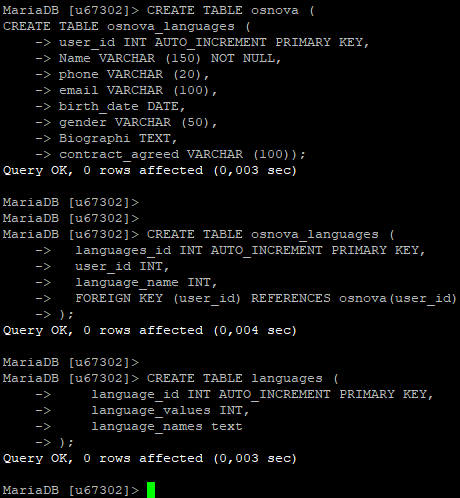 MariaDB [u67302]> CREATE TABLE osnova (
CREATE TABLE osnova_languages (
    -> user_id INT AUTO_INCREMENT PRIMARY KEY,
    -> Name VARCHAR (150) NOT NULL,
    -> phone VARCHAR (20),
    -> email VARCHAR (100),
    -> birth_date DATE,
    -> gender VARCHAR (50),
    -> Biographi TEXT,
    -> contract_agreed VARCHAR (100));
Query OK, 0 rows affected (0,003 sec)

MariaDB [u67302]>
MariaDB [u67302]>
MariaDB [u67302]> CREATE TABLE osnova_languages (
    ->   languages_id INT AUTO_INCREMENT PRIMARY KEY,
    ->   user_id INT,
    ->   language_name INT,
    ->   FOREIGN KEY (user_id) REFERENCES osnova(user_id)
    -> );
Query OK, 0 rows affected (0,004 sec)

MariaDB [u67302]>
MariaDB [u67302]> CREATE TABLE languages (
    ->     language_id INT AUTO_INCREMENT PRIMARY KEY,
    ->     language_values INT,
    ->     language_names text
    -> );
Query OK, 0 rows affected (0,003 sec)

MariaDB [u67302]>